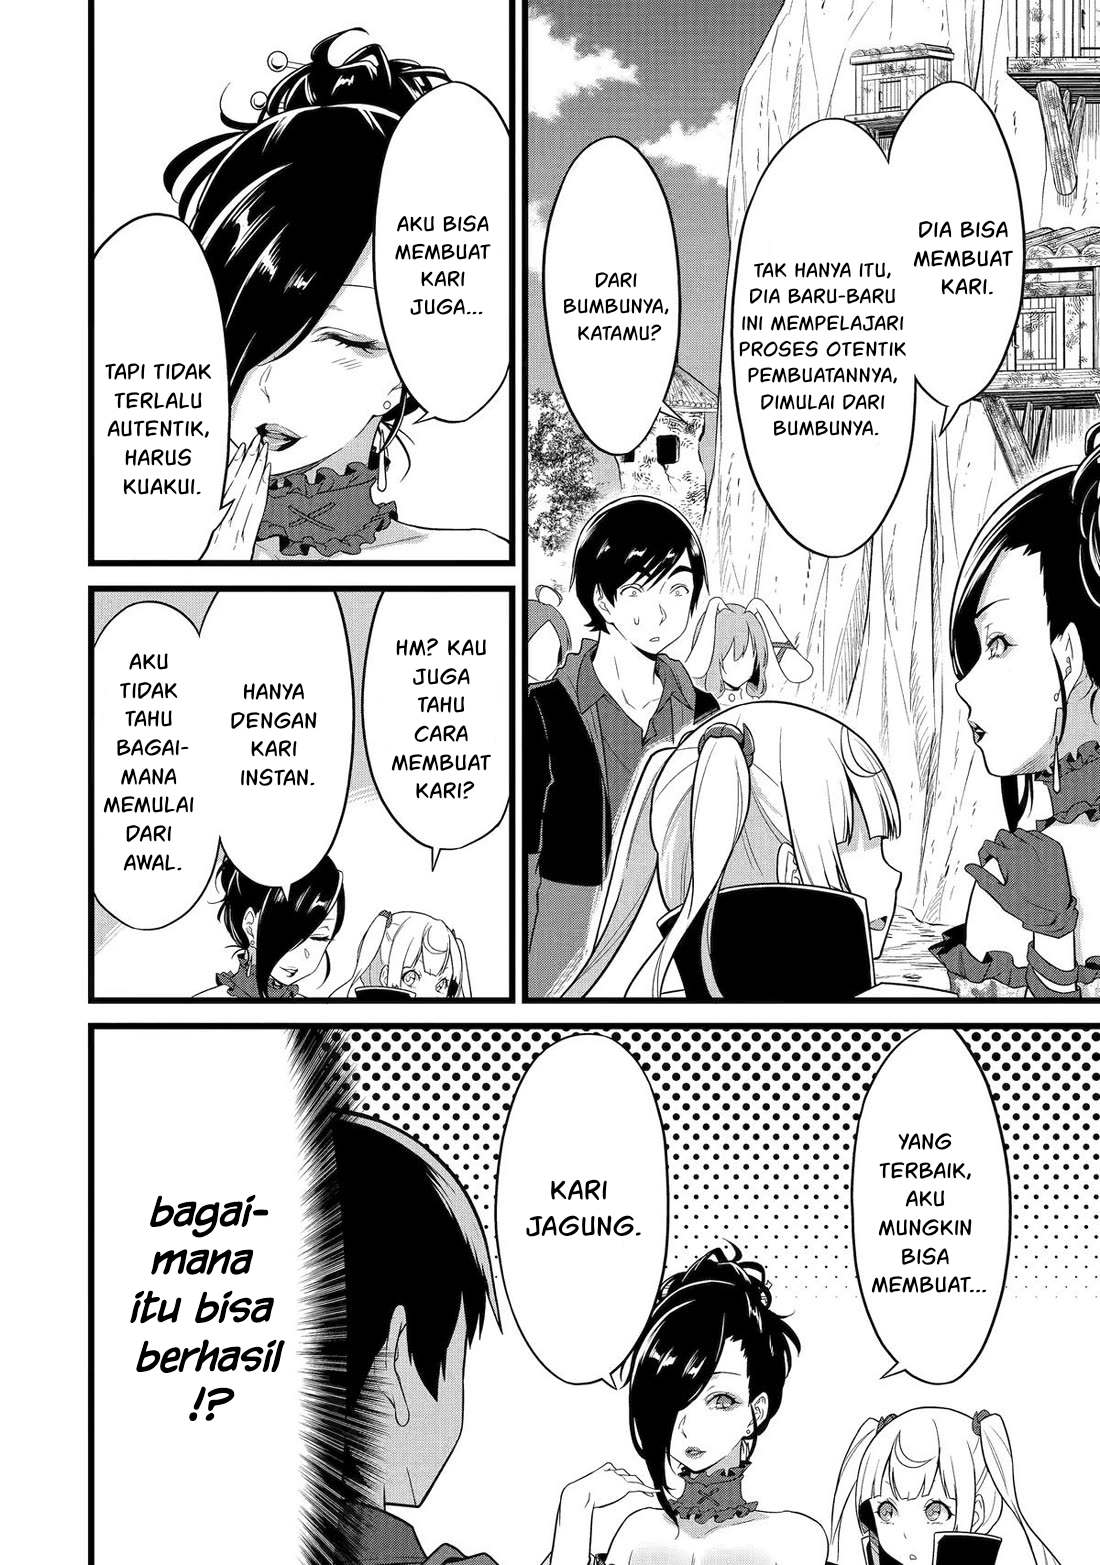 DIA BISA
MEMBUAT
KARI.
TAK HANYA ITU,
DIA BARU-BARU
INI MEMPELAJARI
PROSES OTENTIK
PEMBUATANNYA,
DIMULAI DARI
BUMBUNYA.
DARI
BUMBUNYA,
KATAMU?
AKU BISA
MEMBUAT
KARI
JUGA...
TAPI TIDAK
TERLALU
AUTENTIK,
HARUS
KUAKUI.
HM? KAU
JUGA
TAHU
CARA
MEMBUAT
KARI?
HANYA
DENGAN
KARI
INSTAN.
AKU
TIDAK
TAHU
BAGAI-
MANA
MEMULAI
DARI
AWAL.
YANG
TERBAIK,
AKU
MUNGKIN
BISA
MEMBUAT...
KARI
JAGUNG.
bagai-
mana
itu bisa
berhasil
!?